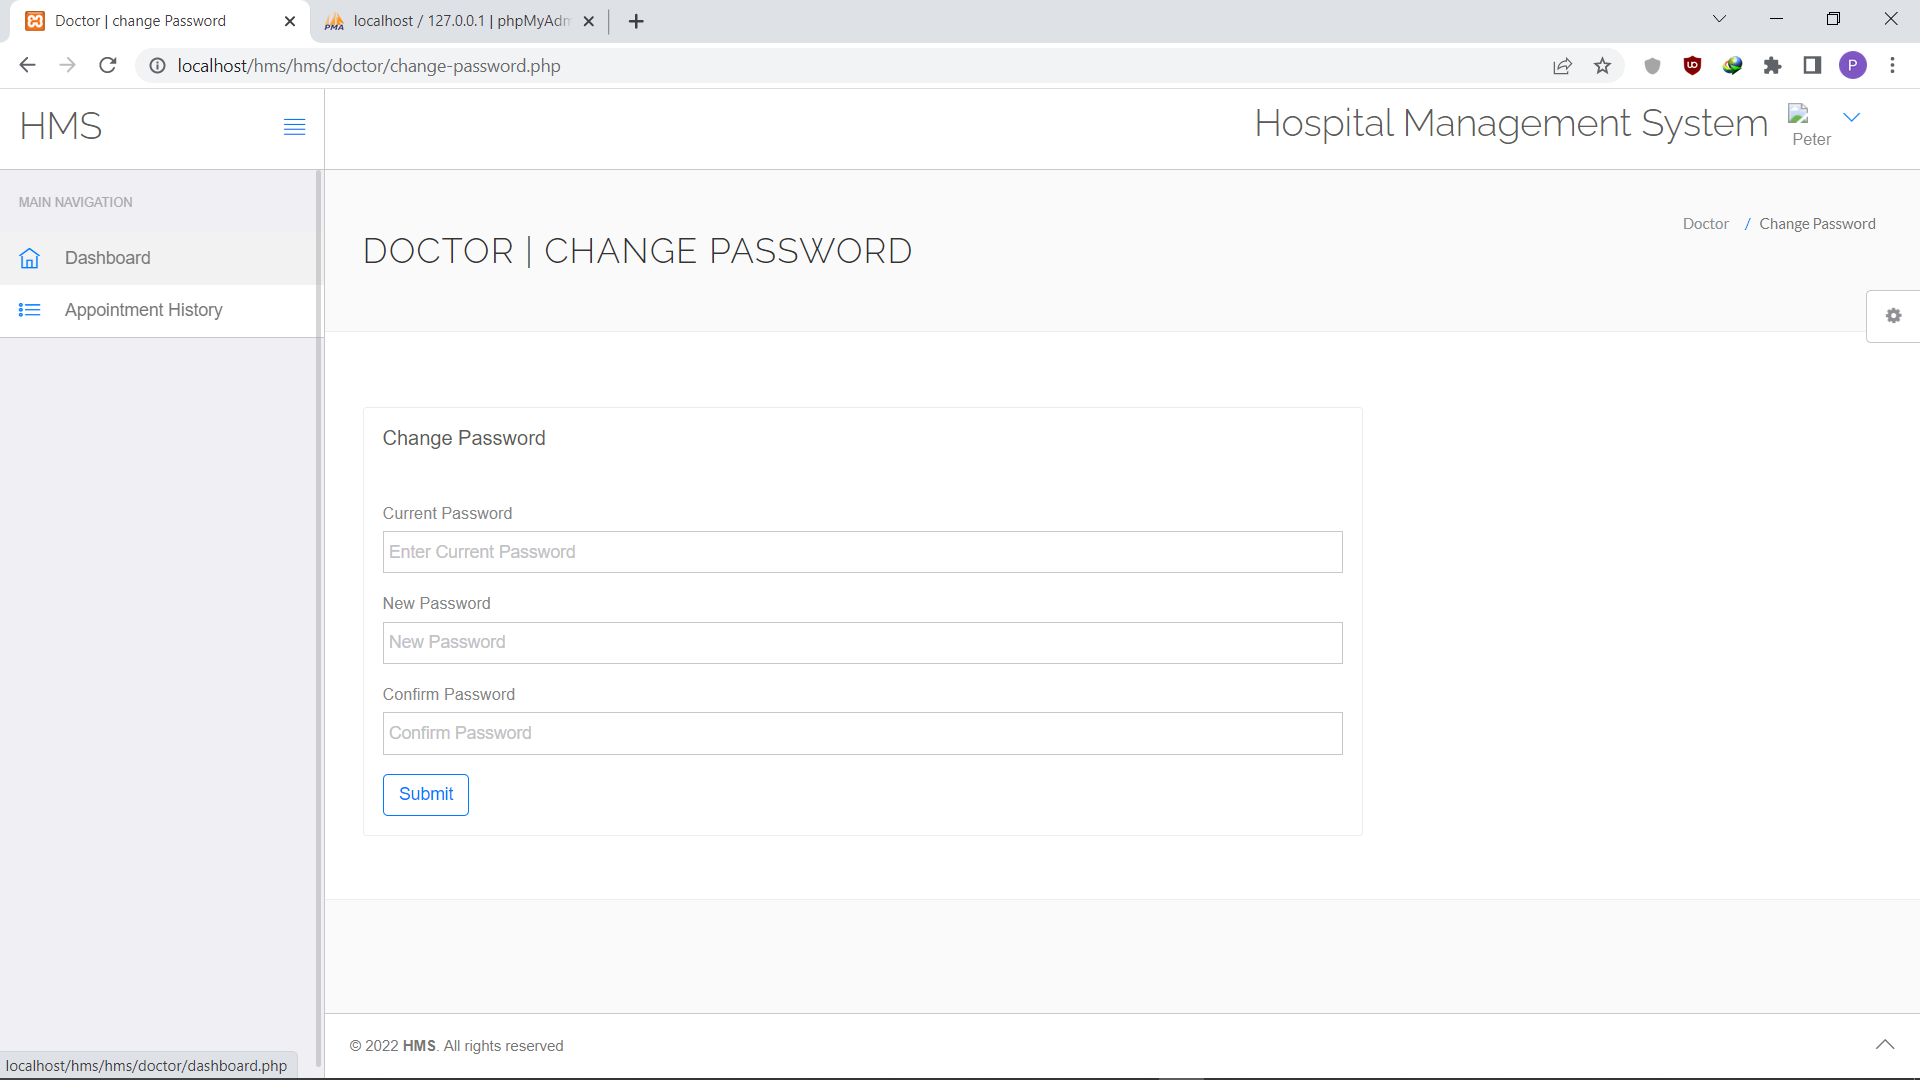 Doctor | change Password
localhost / 127.0.0.1 | phpMyAdm
localhost/hms/hms/doctor/change-password.php
P
HMS
Hospital Management System
Peter
MAIN NAVIGATION
Dashboard
Appointment History
DOCTOR | CHANGE PASSWORD
Doctor / Change Password
Change Password
Current Password
Enter Current Password
New Password
New Password
Confirm Password
Confirm Password
Submit
© 2022 HMS. All rights reserved
localhost/hms/hms/doctor/dashboard.php